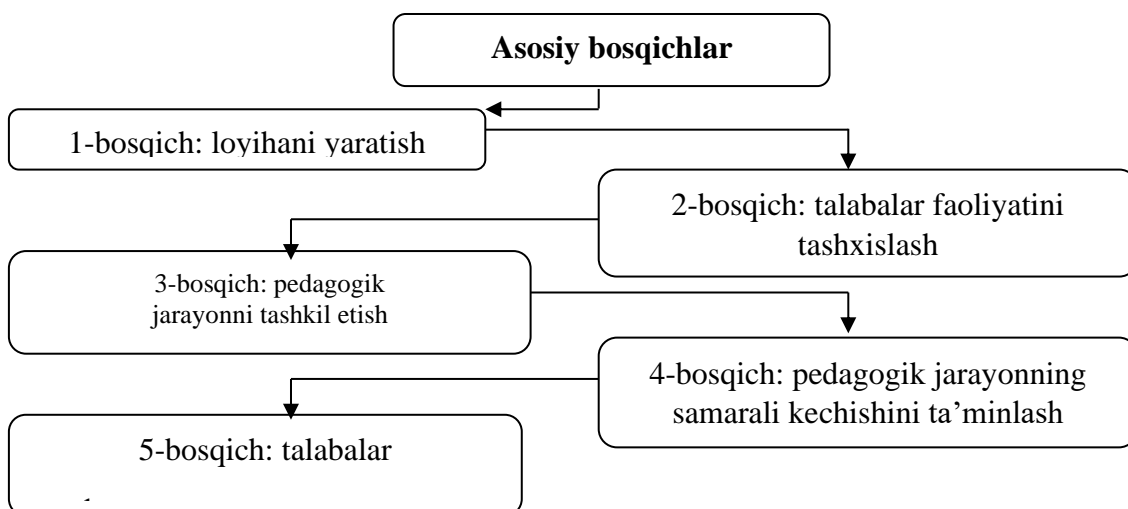 Asosiy bosqichlar
1-bosqich: loyihani yaratish
2-bosqich: talabalar faoliyatini
tashxislash
3-bosqich: pedagogik
jarayonni tashkil etish
4-bosqich: pedagogik jarayonning
samarali kechishini ta’minlash
5-bosqich: talabalar